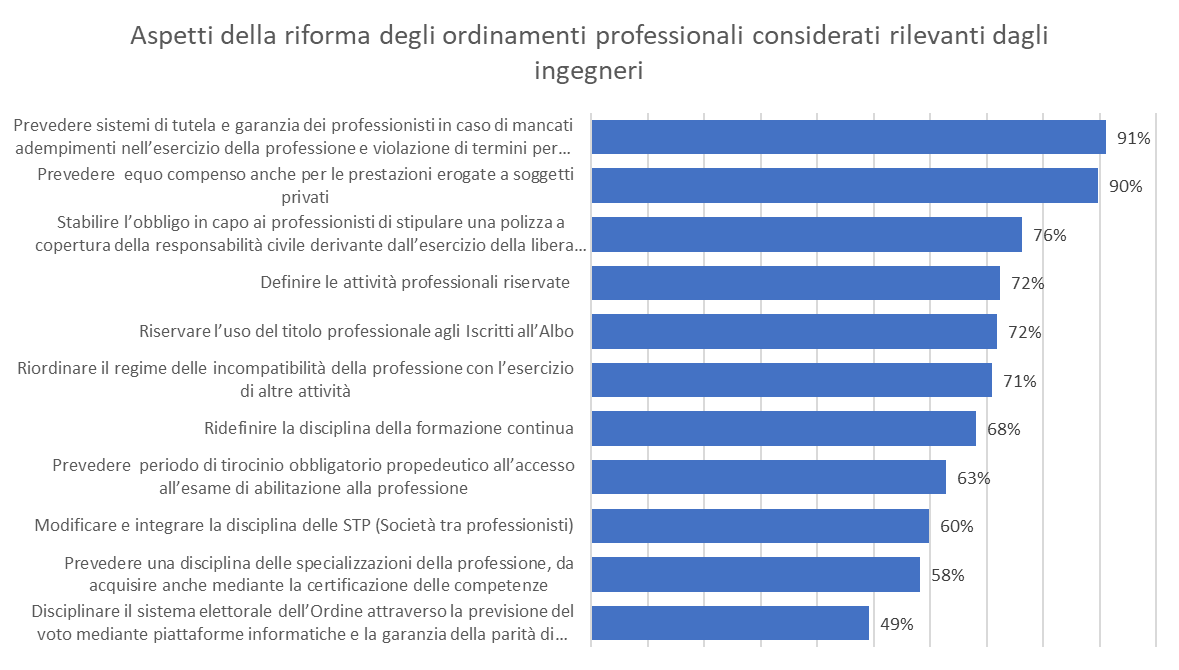 Aspetti della riforma degli ordinamenti professionali considerati rilevanti dagli
ingegneri
Prevedere sistemi di tutela e garanzia dei professionisti in caso di mancati
adempimenti nell’esercizio della professione e violazione di termini per...
91%
Prevedere equo compenso anche per le prestazioni erogate a soggetti
privati
90%
Stabilire l’obbligo in capo ai professionisti di stipulare una polizza a
copertura della responsabilità civile derivante dall’esercizio della libera...
76%
Definire le attività professionali riservate
72%
Riservare l’uso del titolo professionale agli Iscritti all’Albo
72%
Riordinare il regime delle incompatibilità della professione con l’esercizio
di altre attività
71%
Ridefinire la disciplina della formazione continua
68%
Prevedere periodo di tirocinio obbligatorio propedeutico all’accesso
all’esame di abilitazione alla professione
63%
Modificare e integrare la disciplina delle STP (Società tra professionisti)
60%
Prevedere una disciplina delle specializzazioni della professione, da
acquisire anche mediante la certificazione delle competenze
58%
Disciplinare il sistema elettorale dell’Ordine attraverso la previsione del
voto mediante piattaforme informatiche e la garanzia della parità di...
49%